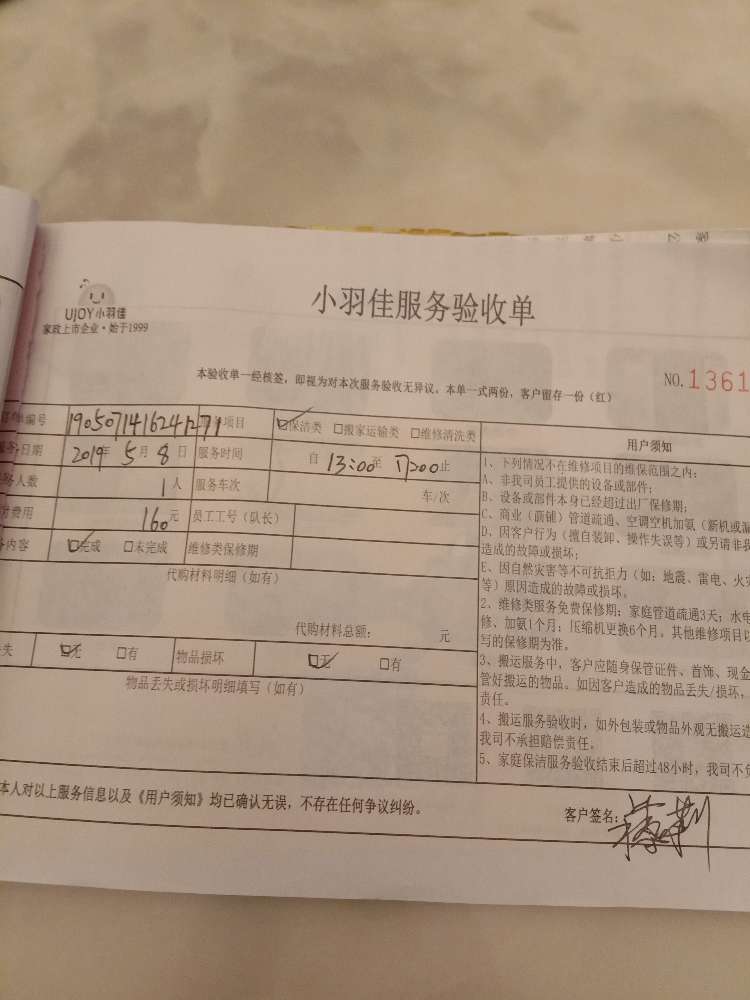 UJOY小羽佳
家政上市企业·始于1999
小羽佳服务验收单
本验收单一经核签，即视为对本次服务验收无异议。本单一式两份，客户留存一份（红）
NO.1361
编号 项目 ☑保洁类 □搬家运输类 □维修清洗类
日期 2019年5月8日 服务时间 自13:00至17:00止
人数 1人 服务车次 车/次
费用 160元 员工工号（队长）
内容 ☑完成 □未完成 维修类保修期
代购材料明细（如有）
代购材料总额： 元
失 ☑无 □有 物品损坏 ☑无 □有
物品丢失或损坏明细填写（如有）
用户须知
1、下列情况不在维修项目的维保范围之内：
A、非我司员工提供的设备或部件；
B、设备或部件本身已经超过出厂保修期；
C、商业（店铺）管道疏通、空调空机加氨（新机或漏
D、因客户行为（擅自装卸、操作失误等）或另请非我
造成的故障或损坏；
E、因自然灾害等不可抗拒力（如：地震、雷电、火灾
等）原因造成的故障或损坏。
2、维修类服务免费保修期：家庭管道疏通3天；水电
修、加氨1个月；压缩机更换6个月。其他维修项目以
写的保修期为准。
3、搬运服务中，客户应随身保管证件、首饰、现金
管好搬运的物品。如因客户造成的物品丢失/损坏，
责任。
4、搬运服务验收时，如外包装或物品外观无搬运造
我司不承担赔偿责任。
5、家庭保洁服务验收结束后超过48小时，我司不负
本人对以上服务信息以及《用户须知》均已确认无误，不存在任何争议纠纷。
客户签名：